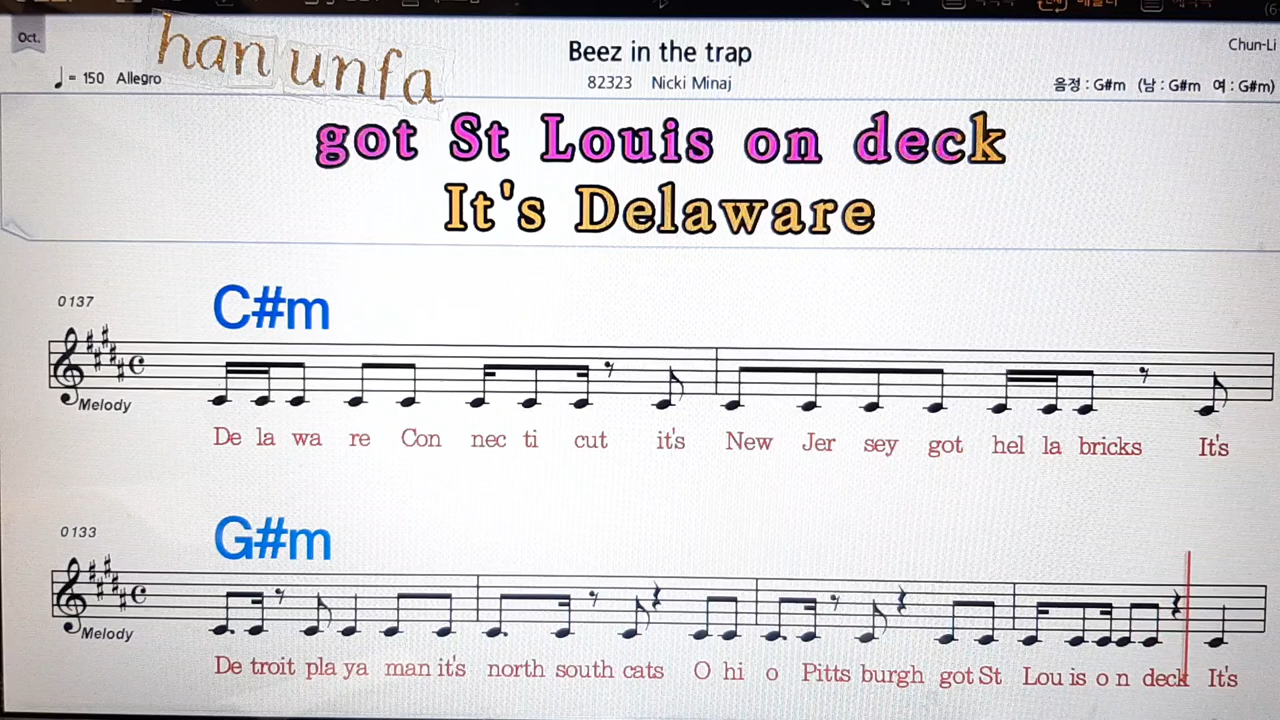 Oct.
han unfa
Beez in the trap
Chun-Li
= 150 Allegro
82323 Nicki Minaj
음정 : G#m (남 : G#m 여 : G#m)
got St Louis on deck
It's Delaware
0137
C#m
Melody
De la wa re Con nec ti cut it's New Jer sey got hel la bricks It's
0133
G#m
Melody
De troit pla ya man it's north south cats O hi o Pitts burgh got St Lou is o n deck It's